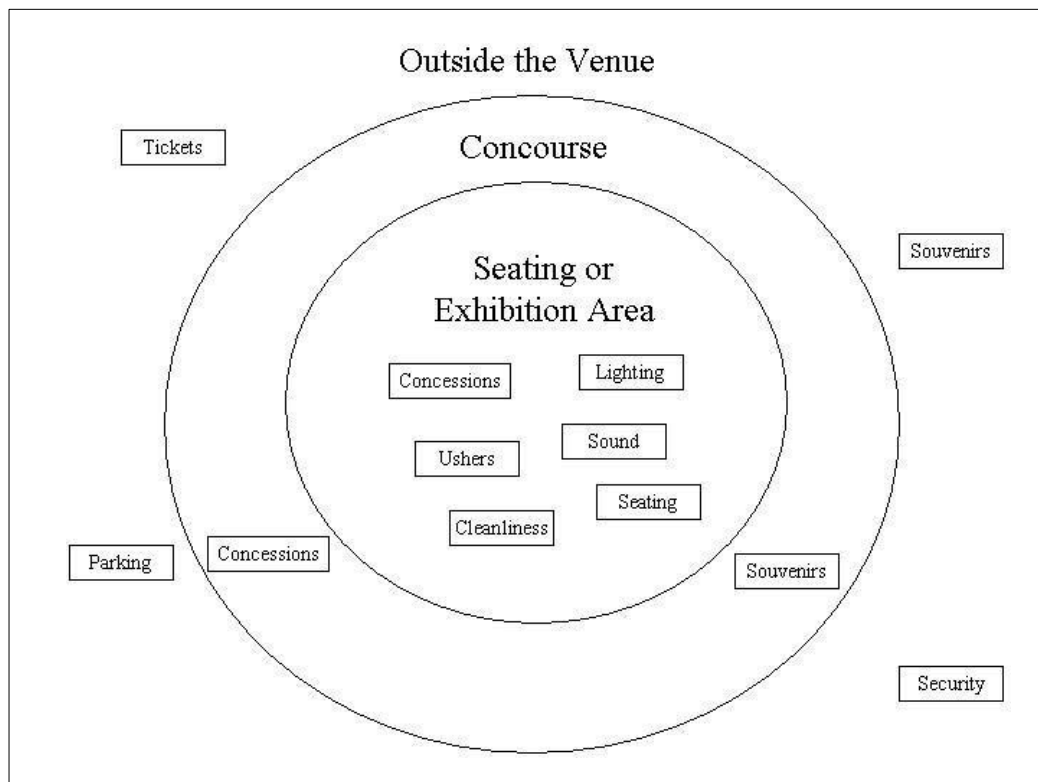 Outside the Venue
Tickets
Concourse
Souvenirs
Seating or
Exhibition Area
Concessions
Lighting
Ushers
Sound
Seating
Cleanliness
Parking
Concessions
Souvenirs
Security